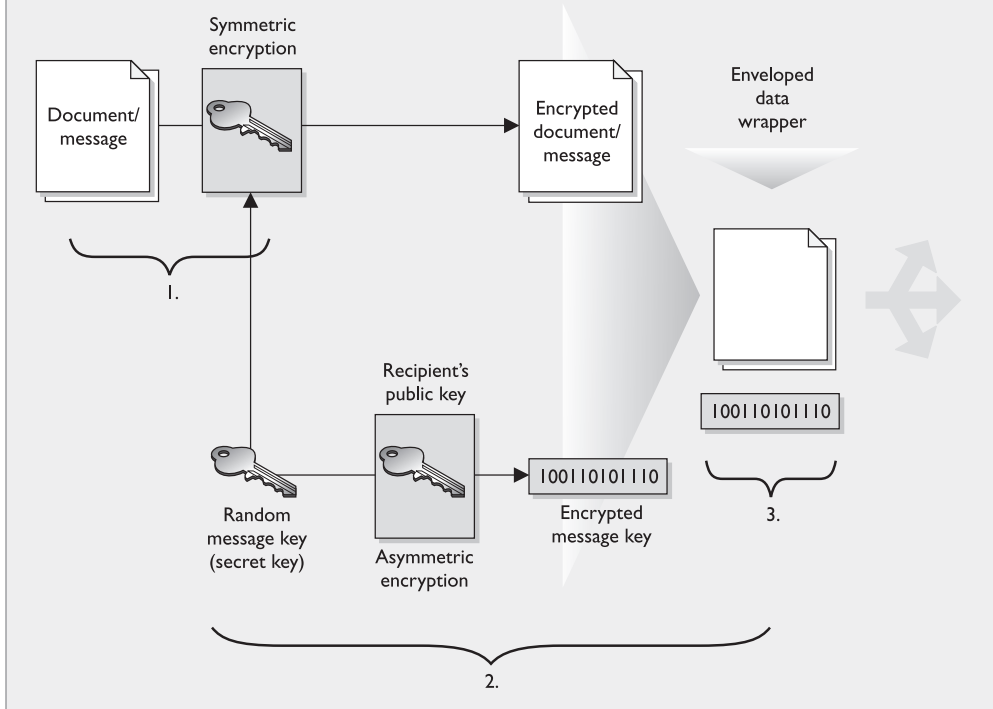 Symmetric
encryption
Document/
message
Encrypted
document/
message
Enveloped
data
wrapper
1.
Recipient's
public key
100110101110
100110101110
Random
message key
(secret key)
Asymmetric
encryption
Encrypted
message key
3.
2.